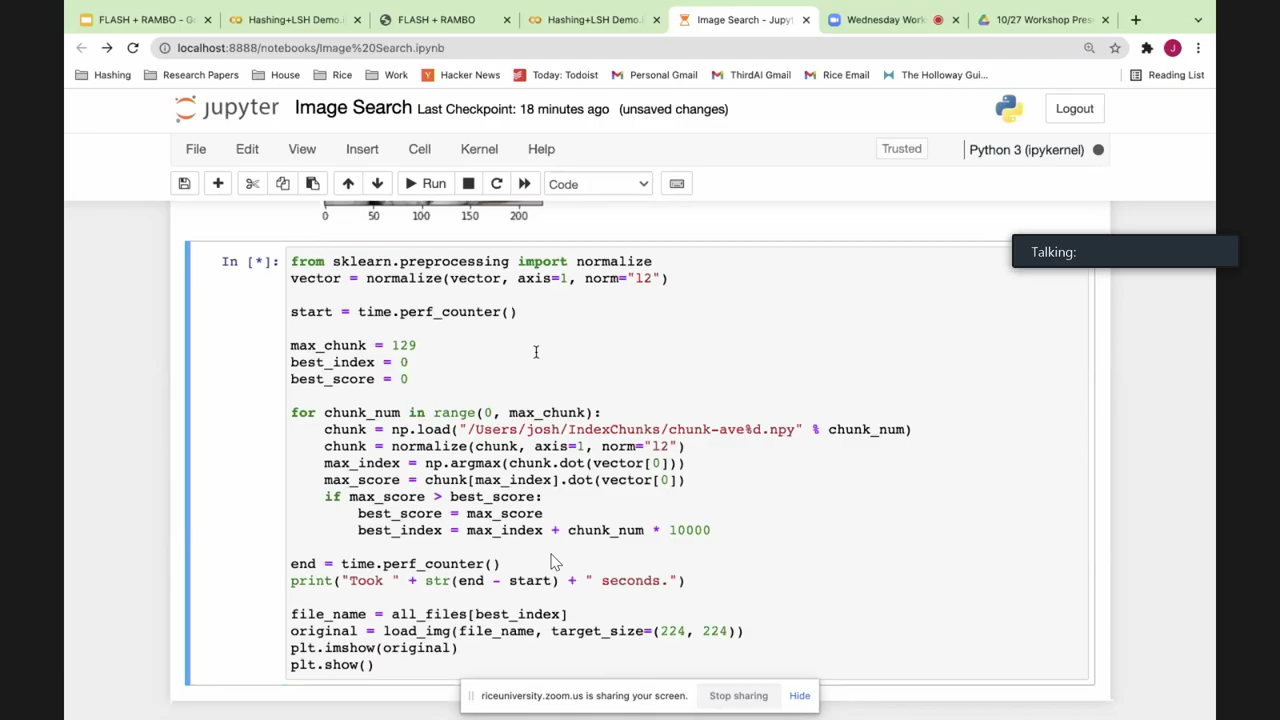 FLASH + RAMBO - G
Hashing+LSH Demo.i
FLASH + RAMBO
Hashing+LSH Demo.i
Image Search - Jupy
Wednesday Work
10/27 Workshop Pres
localhost:8888/notebooks/Image%20Search.ipynb
J
Hashing
Research Papers
House
Rice
Work
Hacker News
Today: Todoist
Personal Gmail
ThirdAI Gmail
Rice Email
The Holloway Gui...
Reading List
jupyter
Image Search Last Checkpoint: 18 minutes ago (unsaved changes)
Logout
File Edit View Insert Cell Kernel Help
Trusted
Python 3 (ipykernel)
Run
Code
0 50 100 150 200
Talking:
In [*]:
from sklearn.preprocessing import normalize
vector = normalize(vector, axis=1, norm="l2")
start = time.perf_counter()
max_chunk = 129
best_index = 0
best_score = 0
for chunk_num in range(0, max_chunk):
chunk = np.load("/Users/josh/IndexChunks/chunk-ave%d.npy" % chunk_num)
chunk = normalize(chunk, axis=1, norm="l2")
max_index = np.argmax(chunk.dot(vector[0]))
max_score = chunk[max_index].dot(vector[0])
if max_score > best_score:
best_score = max_score
best_index = max_index + chunk_num * 10000
end = time.perf_counter()
print("Took " + str(end - start) + " seconds.")
file_name = all_files[best_index]
original = load_img(file_name, target_size=(224, 224))
plt.imshow(original)
plt.show()
riceuniversity.zoom.us is sharing your screen.
Stop sharing
Hide